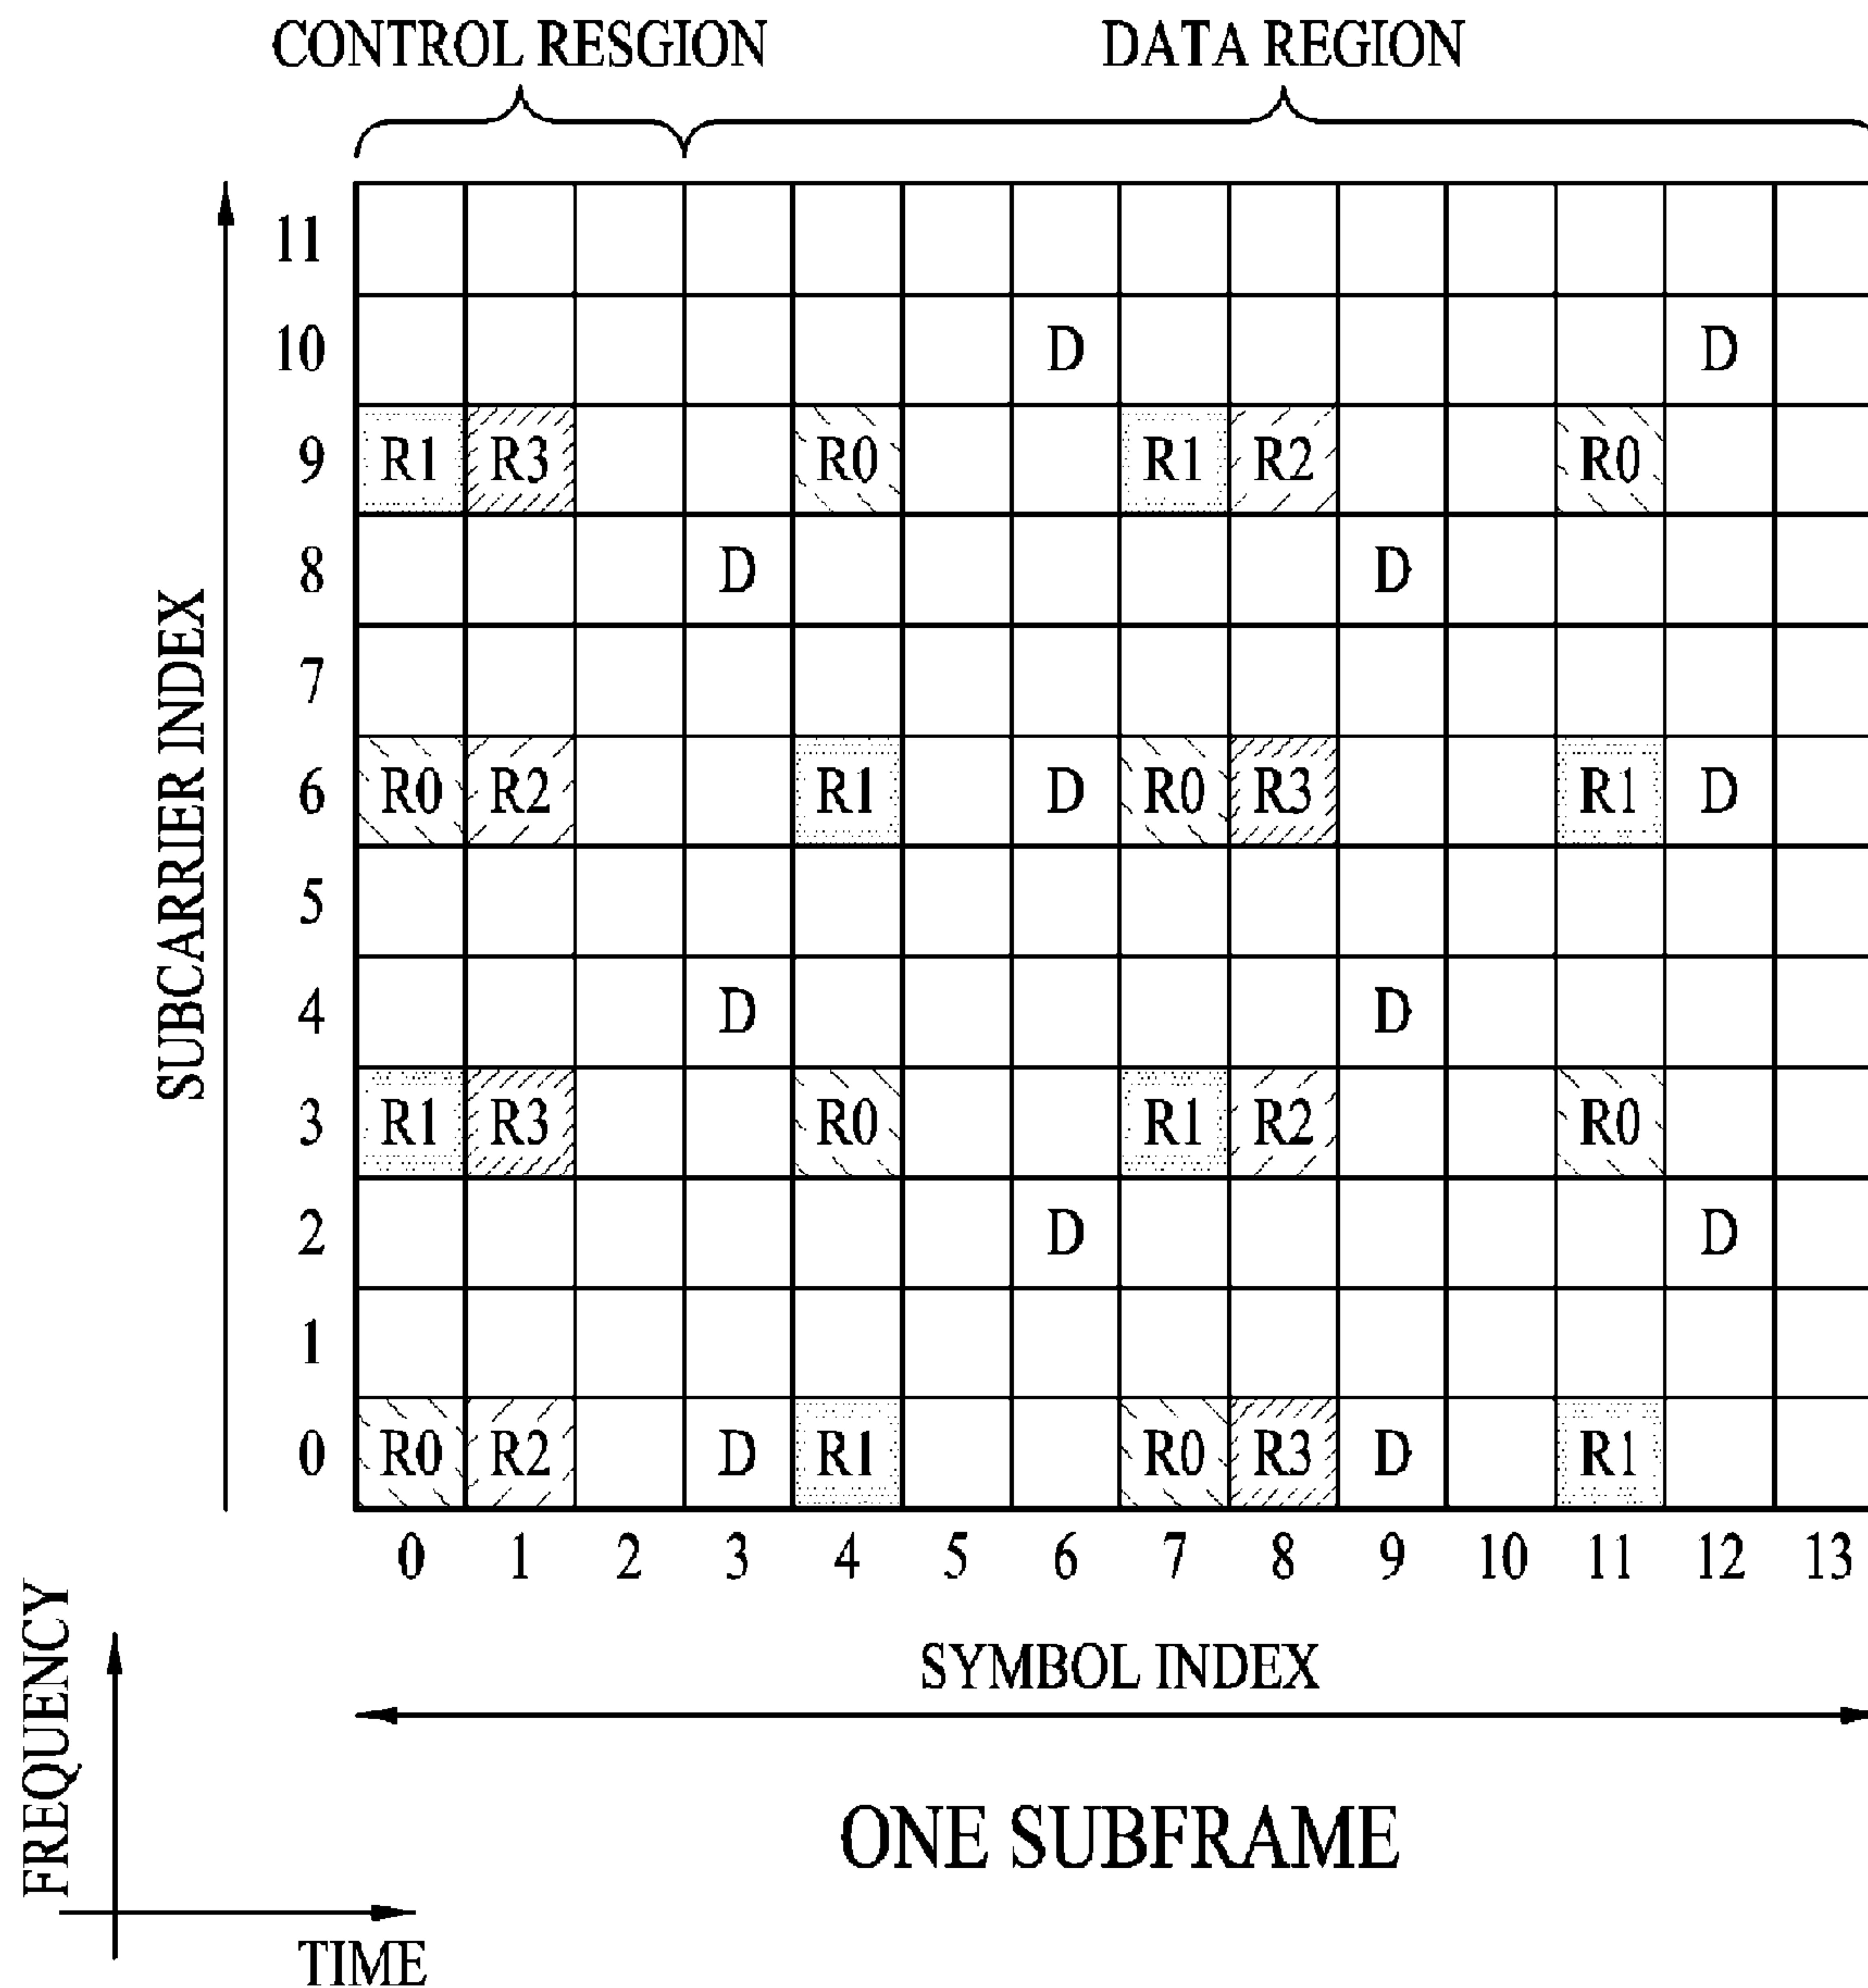 CONTROL RESGION DATA REGION
11
10 D D
9 R1 R3 R0 R1 R2 R0
8 D D
7
6 R0 R2 R1 D R0 R3 R1 D
5
4 D D
3 R1 R3 R0 R1 R2 R0
2 D D
1
0 R0 R2 D R1 R0 R3 D R1
0 1 2 3 4 5 6 7 8 9 10 11 12 13
SUBCARRIER INDEX
SYMBOL INDEX
ONE SUBFRAME
FREQUENCY
TIME